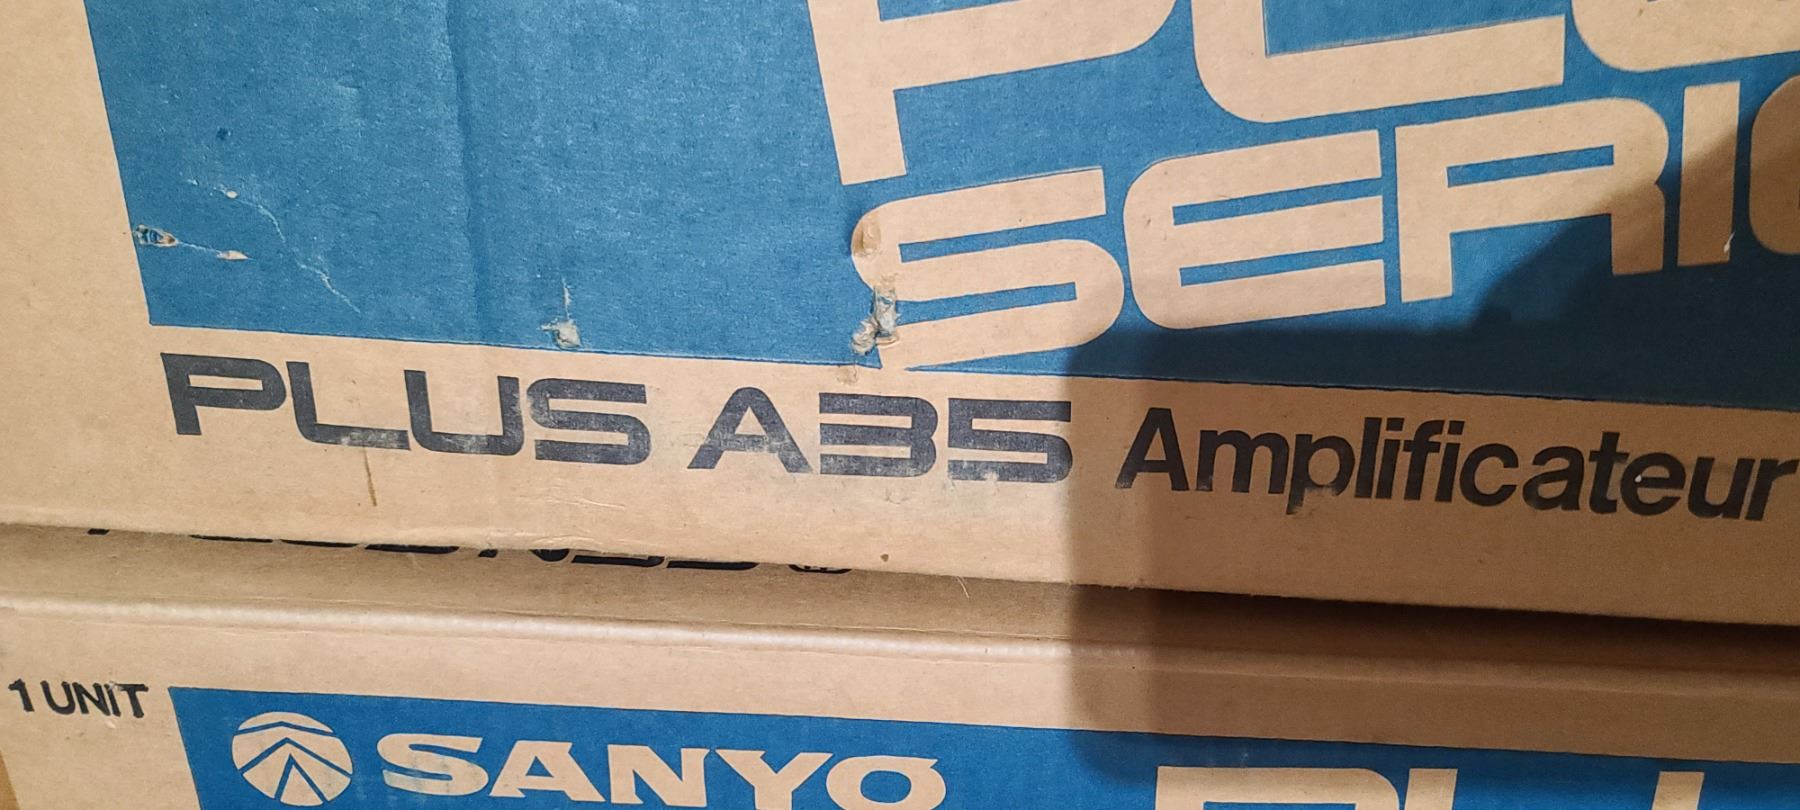 SERIE
PLUS A35 Amplificateur
1 UNIT
SANYO